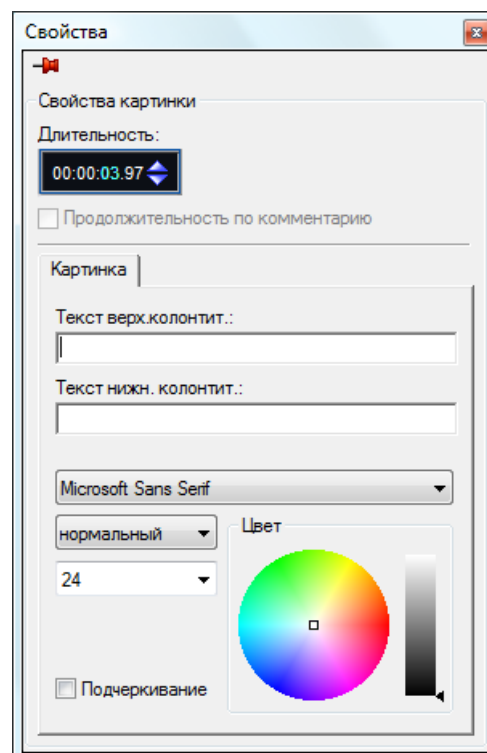 Свойства
Свойства картинки
Длительность:
00:00:03.97
Продолжительность по комментарию
Картинка
Текст верх.колонтит.:
Текст нижн. колонтит.:
Microsoft Sans Serif
нормальный
Цвет
24
Подчеркивание